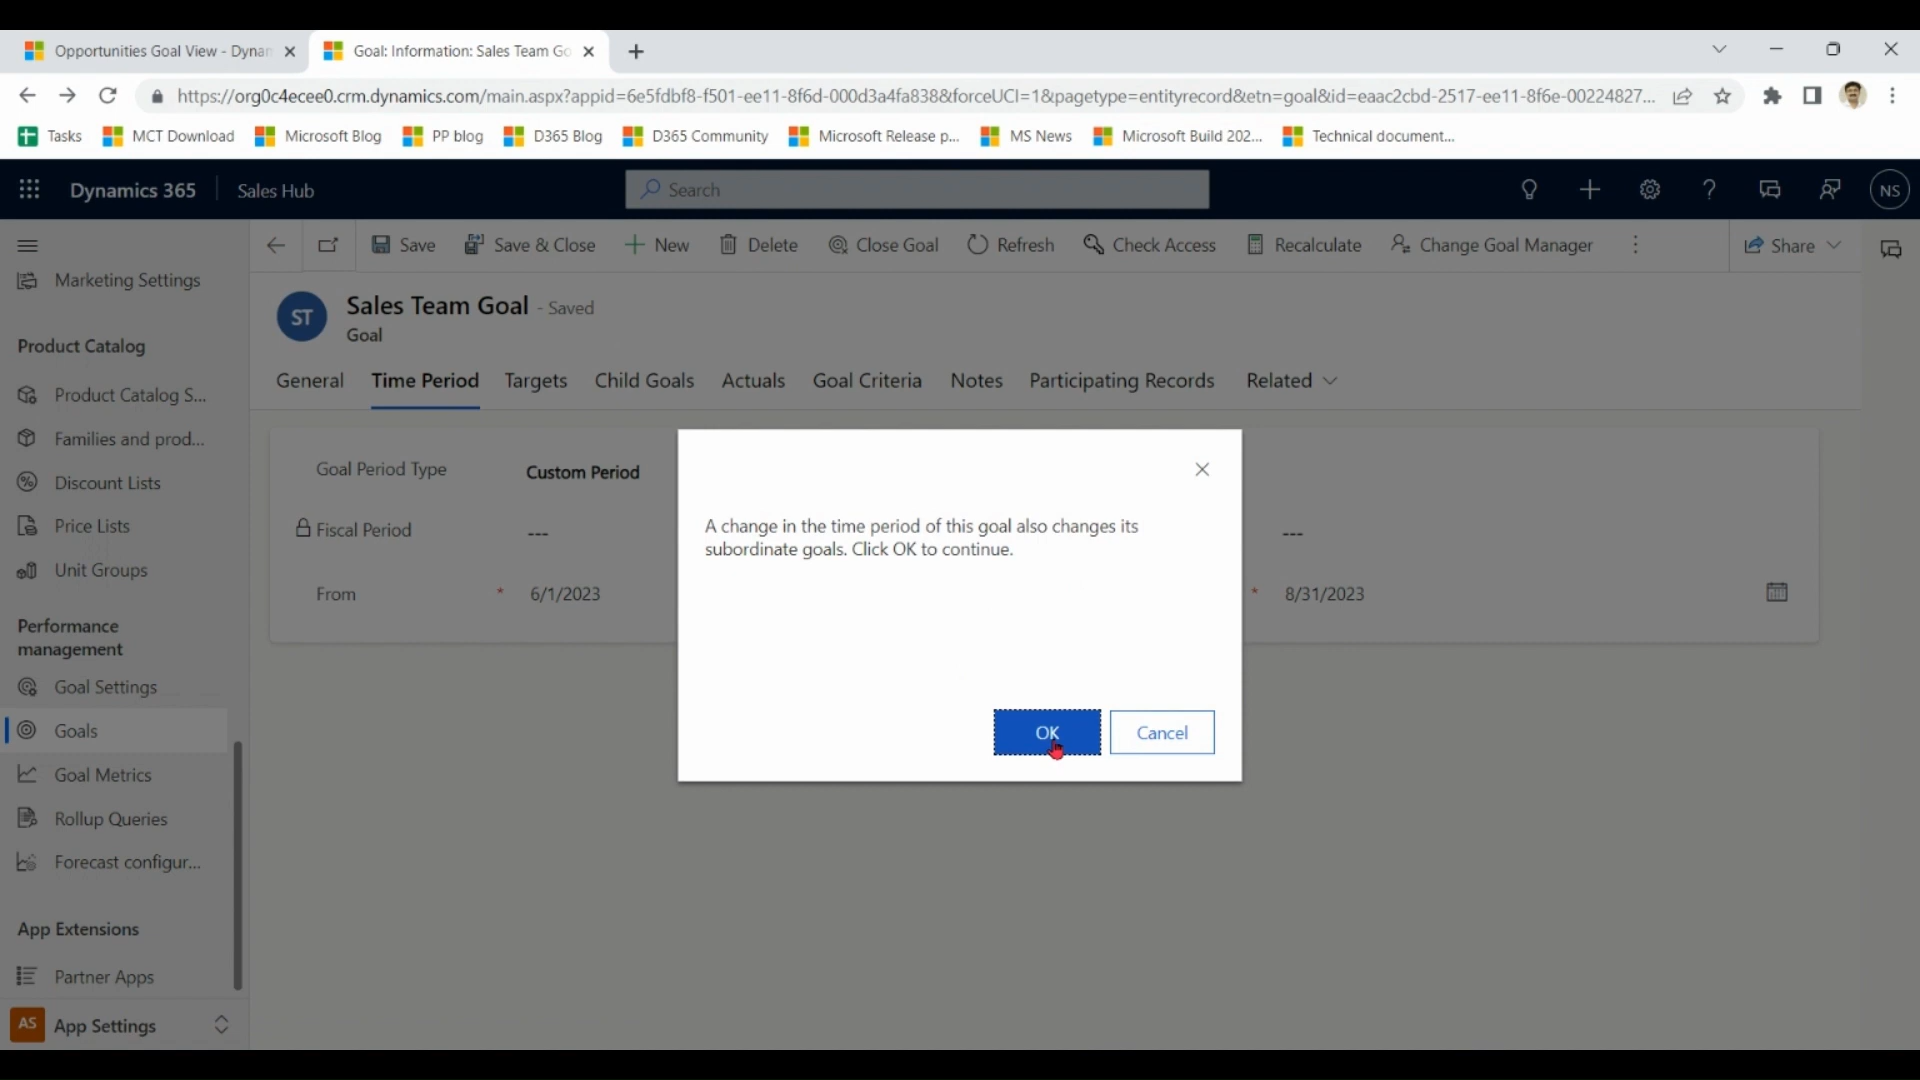 Opportunities Goal View - Dynam
Goal: Information: Sales Team Go
https://org0c4ecee0.crm.dynamics.com/main.aspx?appid=6e5fdbf8-f501-ee11-8f6d-000d3a4fa838&forceUCI=1&pagetype=entityrecord&etn=goal&id=eaac2cbd-2517-ee11-8f6e-00224827...
Tasks
MCT Download
Microsoft Blog
PP blog
D365 Blog
D365 Community
Microsoft Release p...
MS News
Microsoft Build 202...
Technical document...
Dynamics 365
Sales Hub
Search
NS
Save
Save & Close
New
Delete
Close Goal
Refresh
Check Access
Recalculate
Change Goal Manager
Share
Marketing Settings
Product Catalog
Product Catalog S...
Families and prod...
Discount Lists
Price Lists
Unit Groups
Performance
management
Goal Settings
Goals
Goal Metrics
Rollup Queries
Forecast configur...
App Extensions
Partner Apps
AS
App Settings
ST
Sales Team Goal - Saved
Goal
General
Time Period
Targets
Child Goals
Actuals
Goal Criteria
Notes
Participating Records
Related
Goal Period Type
Custom Period
Fiscal Period
---
---
From
*
6/1/2023
*
8/31/2023
A change in the time period of this goal also changes its
subordinate goals. Click OK to continue.
OK
Cancel